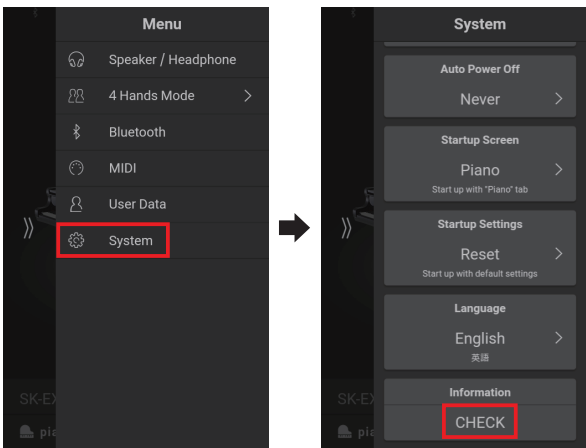 Menu
Speaker / Headphone
4 Hands Mode
Bluetooth
MIDI
User Data
System
SK-EX
pia
System
Auto Power Off
Never
Startup Screen
Piano
Start up with "Piano" tab
Startup Settings
Reset
Start up with default settings
Language
English
英語
Information
CHECK
SK-EX
pia